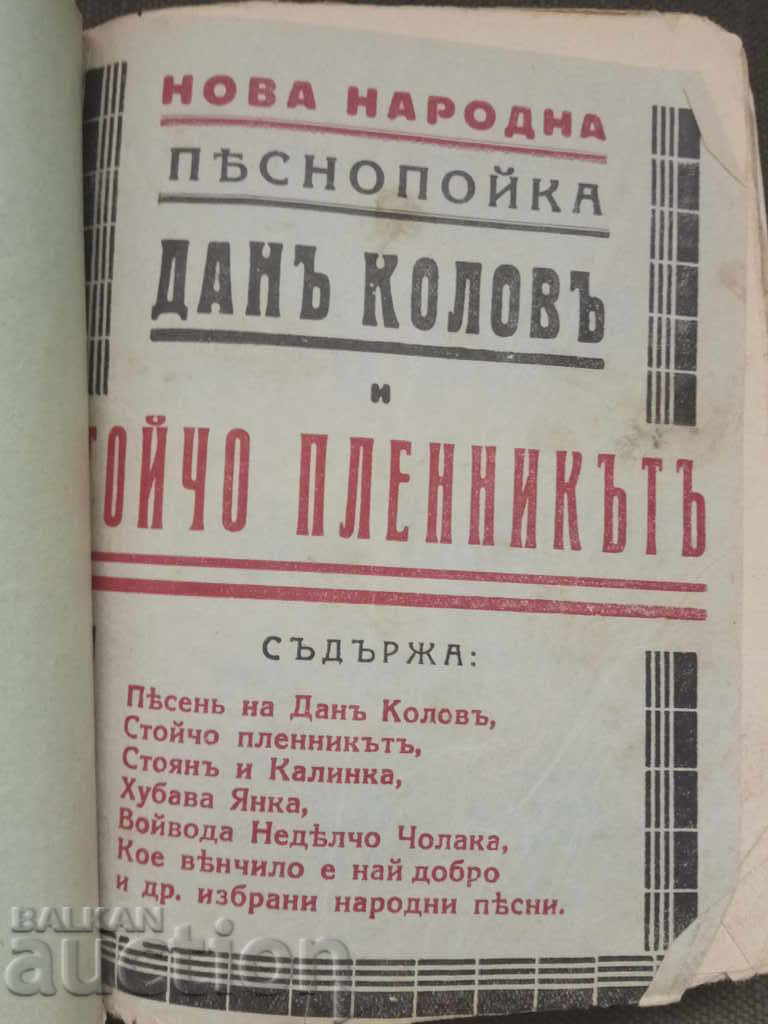 НОВА НАРОДНА
ПѢСНОПОЙКА
ДАНЪ КОЛОВЪ
и
ТОЙЧО ПЛЕННИКЪТЪ
СЪДЪРЖА:
Пѣсень на Данъ Коловъ,
Стойчо пленникътъ,
Стоянъ и Калинка,
Хубава Янка,
Войвода Недѣлчо Чолака,
Кое вѣнчило е най добро
и др. избрани народни пѣсни.
BALKAN
auction